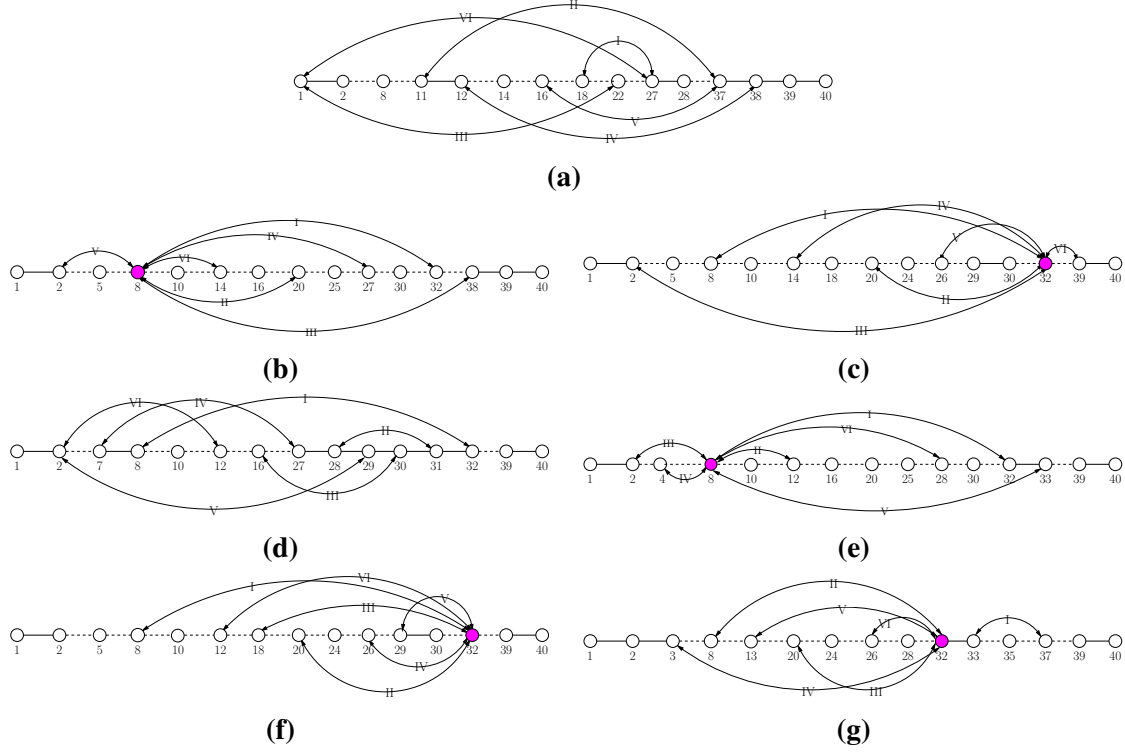 II
VI
I
1 2 8 11 12 14 16 18 22 27 28 37 38 39 40
V
III
IV
(a)
I
IV
V
VI
1 2 5 8 10 14 16 20 25 27 30 32 38 39 40
II
III
(b)
IV
I
V
VI
1 2 5 8 10 14 18 20 24 26 29 30 32 39 40
II
III
(c)
I
VI
IV
II
1 2 7 8 10 12 16 27 28 29 30 31 32 39 40
III
V
(d)
I
VI
III
II
1 2 4 8 10 12 16 20 25 28 30 32 33 39 40
IV
V
(e)
VI
I
V
III
1 2 5 8 10 12 18 20 24 26 29 30 32 39 40
IV
II
(f)
II
V
I
VI
1 2 3 8 13 20 24 26 28 32 33 35 37 39 40
IV
III
(g)